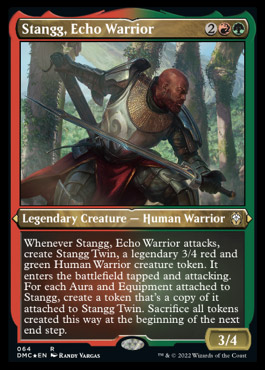 Stangg, Echo Warrior 2
Legendary Creature — Human Warrior
Whenever Stangg, Echo Warrior attacks,
create Stangg Twin, a legendary 3/4 red and
green Human Warrior creature token. It
enters the battlefield tapped and attacking.
For each Aura and Equipment attached to
Stangg, create a token that's a copy of it
attached to Stangg Twin. Sacrifice all tokens
created this way at the beginning of the next
end step.
3/4
064 R
DMC★EN RANDY VARGAS
™ & © 2022 Wizards of the Coast